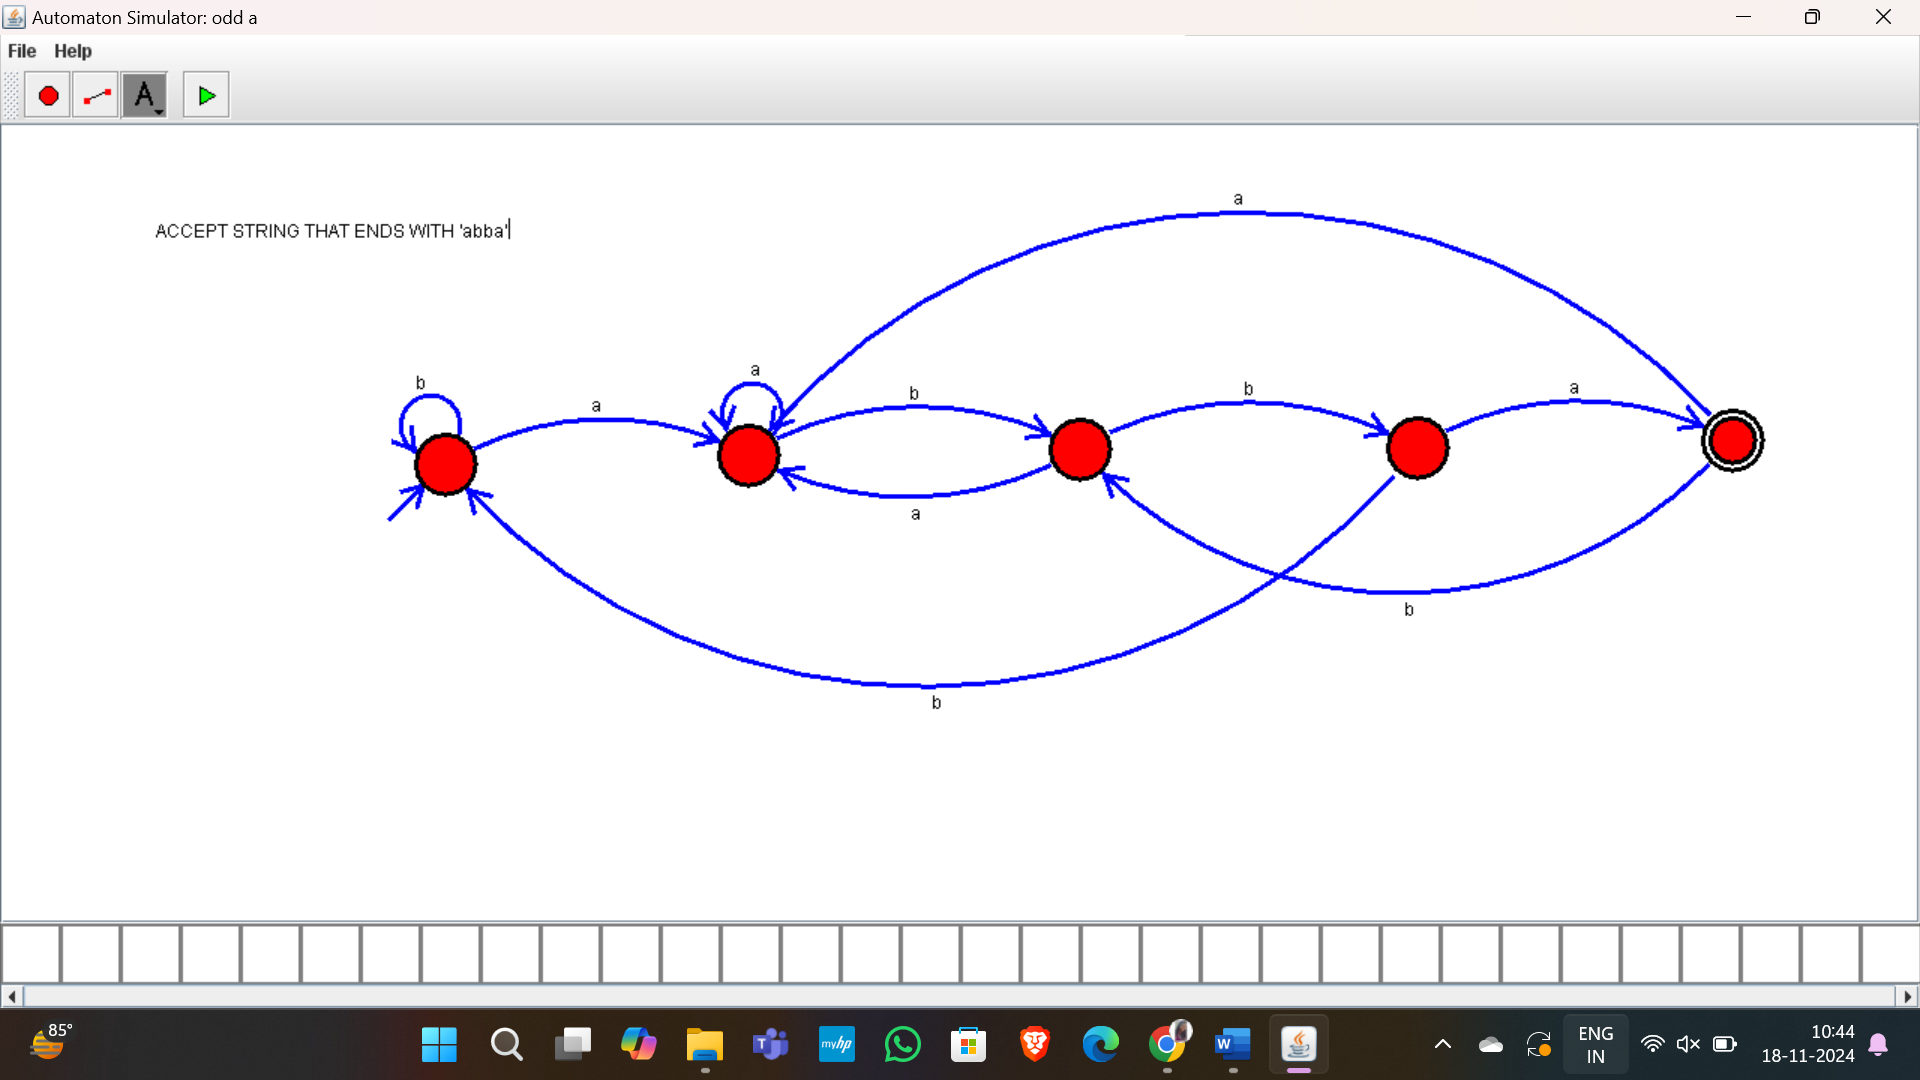 Automaton Simulator: odd a
File Help
A
ACCEPT STRING THAT ENDS WITH 'abba'
a
b
a
a
b
b
a
a
b
b
85°
myhp
W
ENG
IN
10:44
18-11-2024